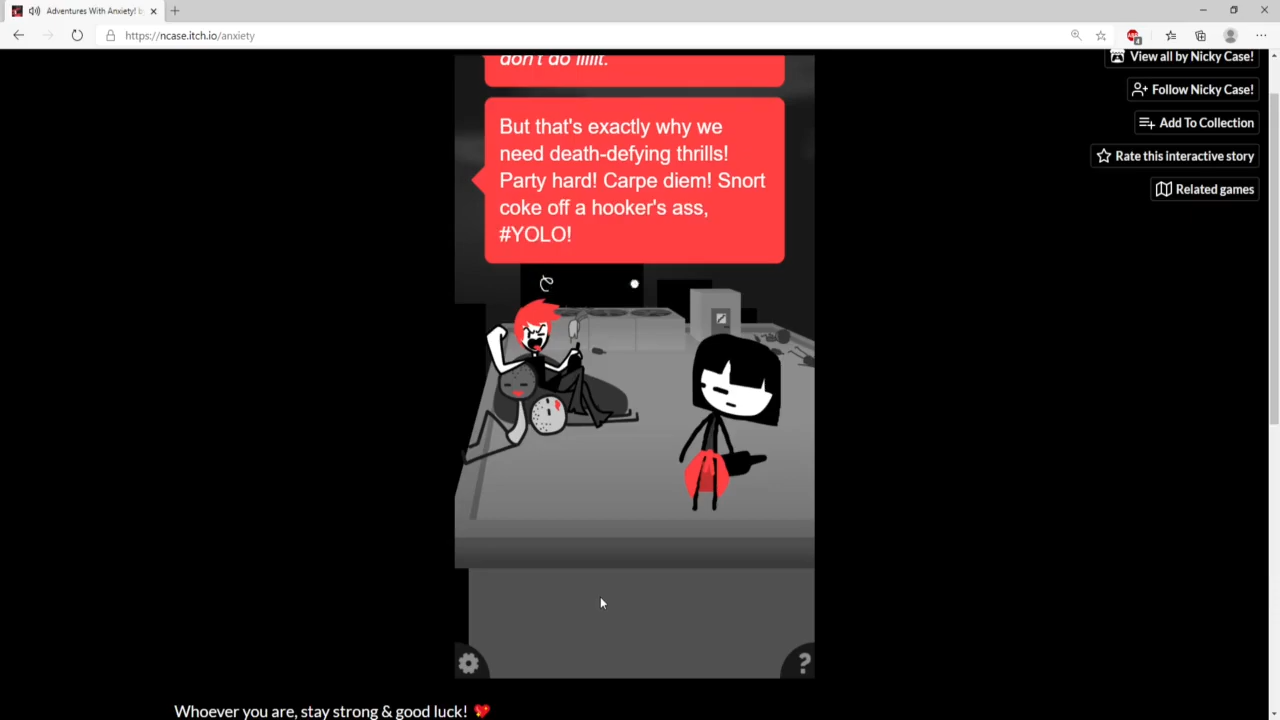 Adventures With Anxiety! b
https://ncase.itch.io/anxiety
4
View all by Nicky Case!
Follow Nicky Case!
Add To Collection
Rate this interactive story
Related games
don't do iiiiit.
But that's exactly why we
need death-defying thrills!
Party hard! Carpe diem! Snort
coke off a hooker's ass,
#YOLO!
?
Whoever you are, stay strong & good luck! 💖